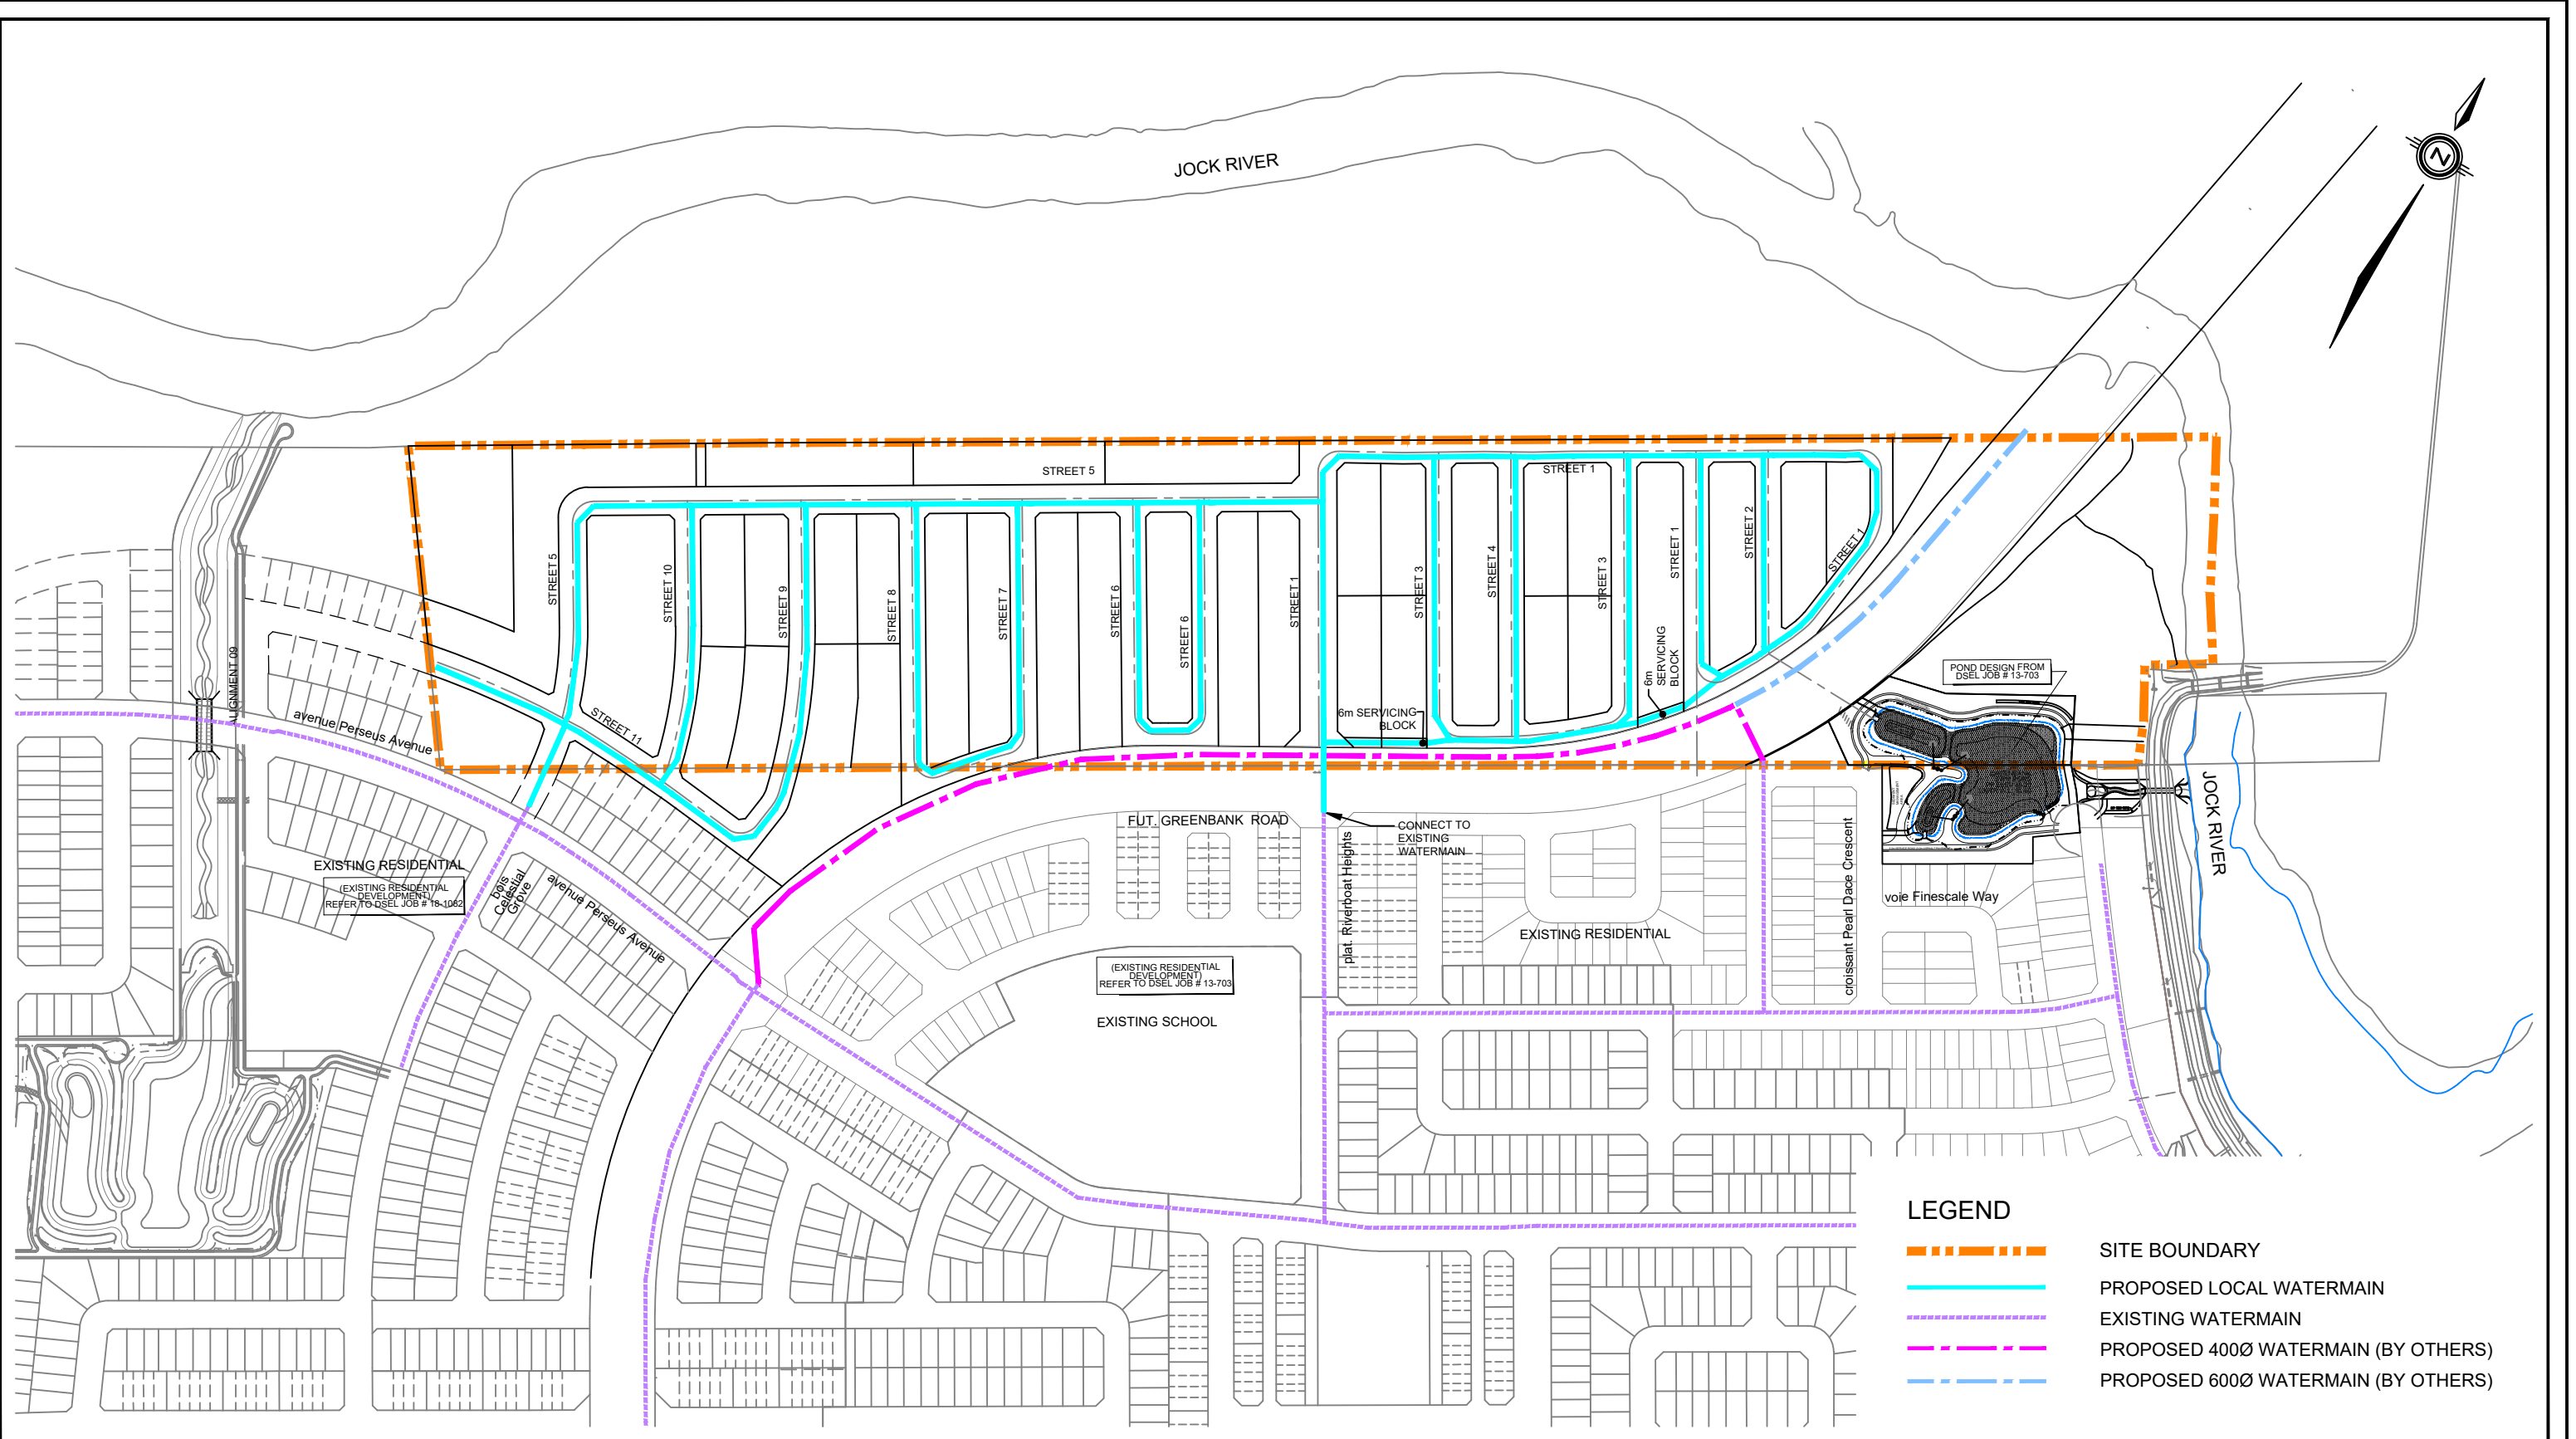 JOCK RIVER
N
STREET 5
STREET 1
STREET 5
STREET 10
STREET 9
STREET 8
STREET 7
STREET 6
STREET 6
STREET 1
STREET 3
STREET 4
STREET 3
STREET 1
STREET 2
STREET 1
STREET 11
6m
SERVICING
BLOCK
6m SERVICING
BLOCK
POND DESIGN FROM
DSEL JOB # 13-703
ALIGNMENT 09
avenue Perseus Avenue
JOCK RIVER
FUT. GREENBANK ROAD
CONNECT TO
EXISTING
WATERMAIN
plat. Riverboat Heights
croissant Pearl Dace Crescent
EXISTING RESIDENTIAL
(EXISTING RESIDENTIAL
DEVELOPMENT)
REFER TO DSEL JOB # 18-1082
bois
Celestial
Grove
avenue Perseus Avenue
voie Finescale Way
EXISTING RESIDENTIAL
(EXISTING RESIDENTIAL
DEVELOPMENT)
REFER TO DSEL JOB # 13-703
EXISTING SCHOOL
LEGEND
SITE BOUNDARY
PROPOSED LOCAL WATERMAIN
EXISTING WATERMAIN
PROPOSED 400Ø WATERMAIN (BY OTHERS)
PROPOSED 600Ø WATERMAIN (BY OTHERS)